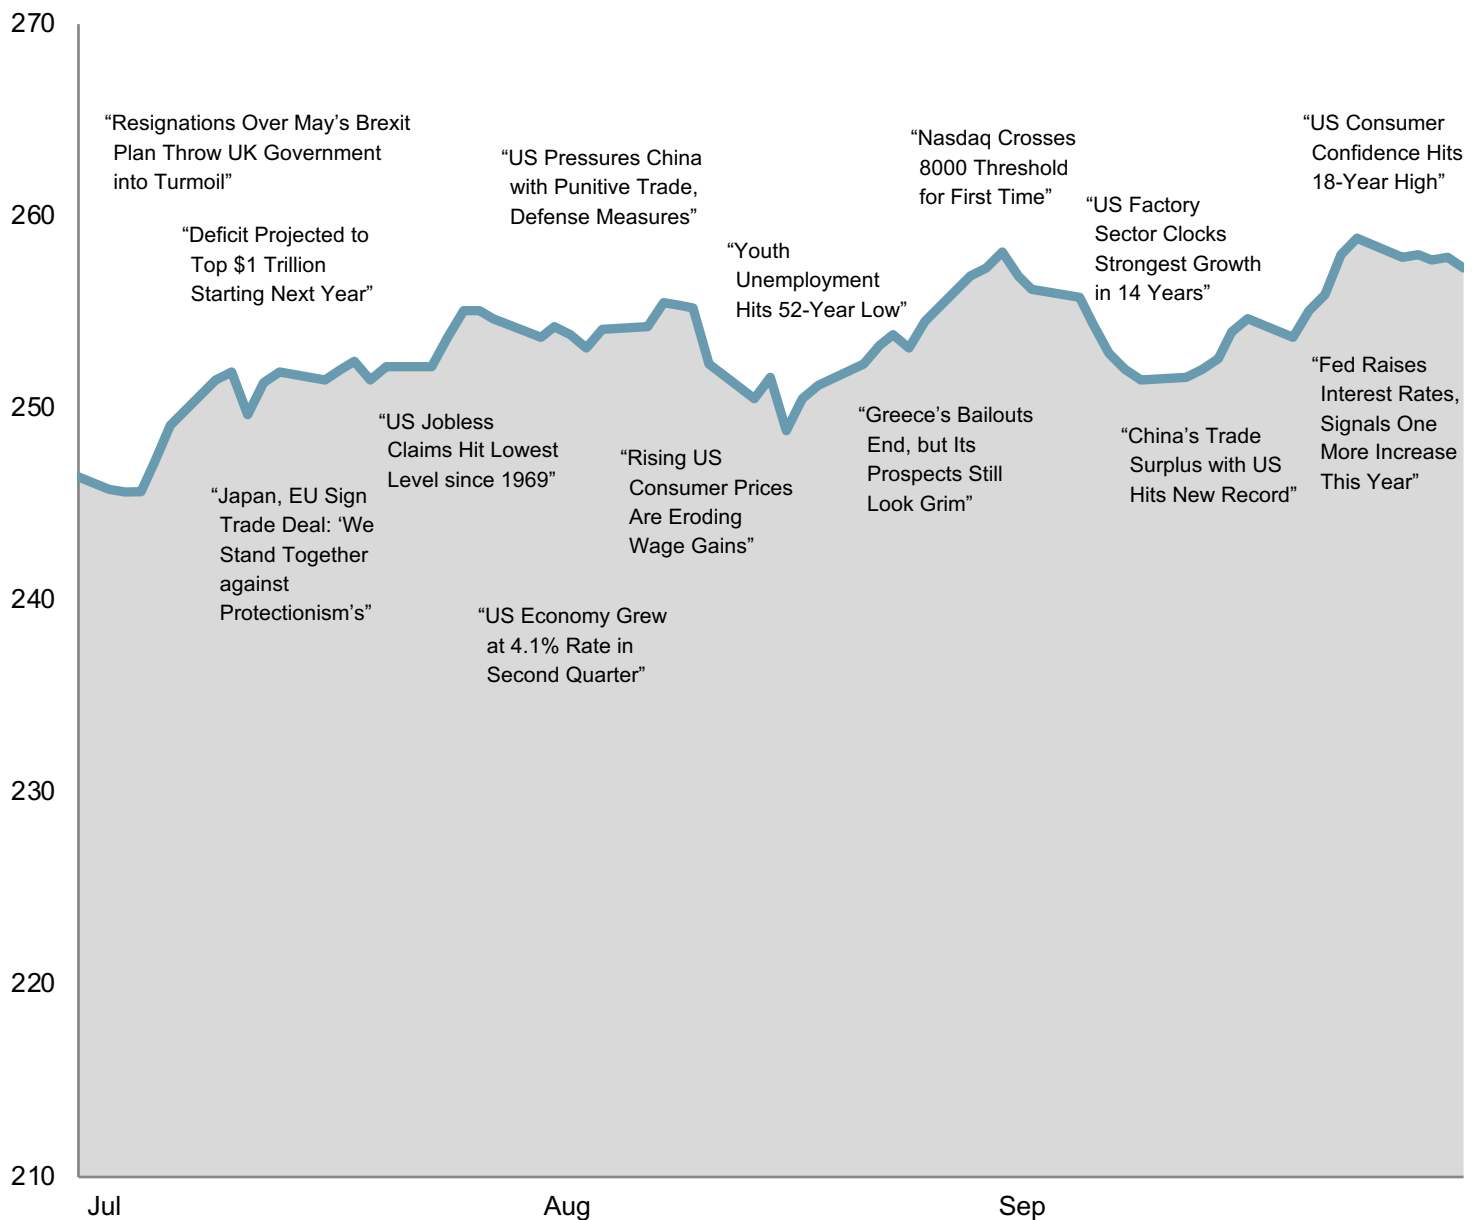 270
“Resignations Over May’s Brexit
Plan Throw UK Government
into Turmoil”
“Deficit Projected to
Top $1 Trillion
Starting Next Year”
“US Pressures China
with Punitive Trade,
Defense Measures”
“Youth
Unemployment
Hits 52-Year Low”
“Nasdaq Crosses
8000 Threshold
for First Time”
“US Factory
Sector Clocks
Strongest Growth
in 14 Years”
“US Consumer
Confidence Hits
18-Year High”
260
250
“Japan, EU Sign
Trade Deal: ‘We
Stand Together
against
Protectionism’s”
“US Jobless
Claims Hit Lowest
Level since 1969”
“US Economy Grew
at 4.1% Rate in
Second Quarter”
“Rising US
Consumer Prices
Are Eroding
Wage Gains”
“Greece’s Bailouts
End, but Its
Prospects Still
Look Grim”
“China’s Trade
Surplus with US
Hits New Record”
“Fed Raises
Interest Rates,
Signals One
More Increase
This Year”
240
230
220
210
Jul
Aug
Sep